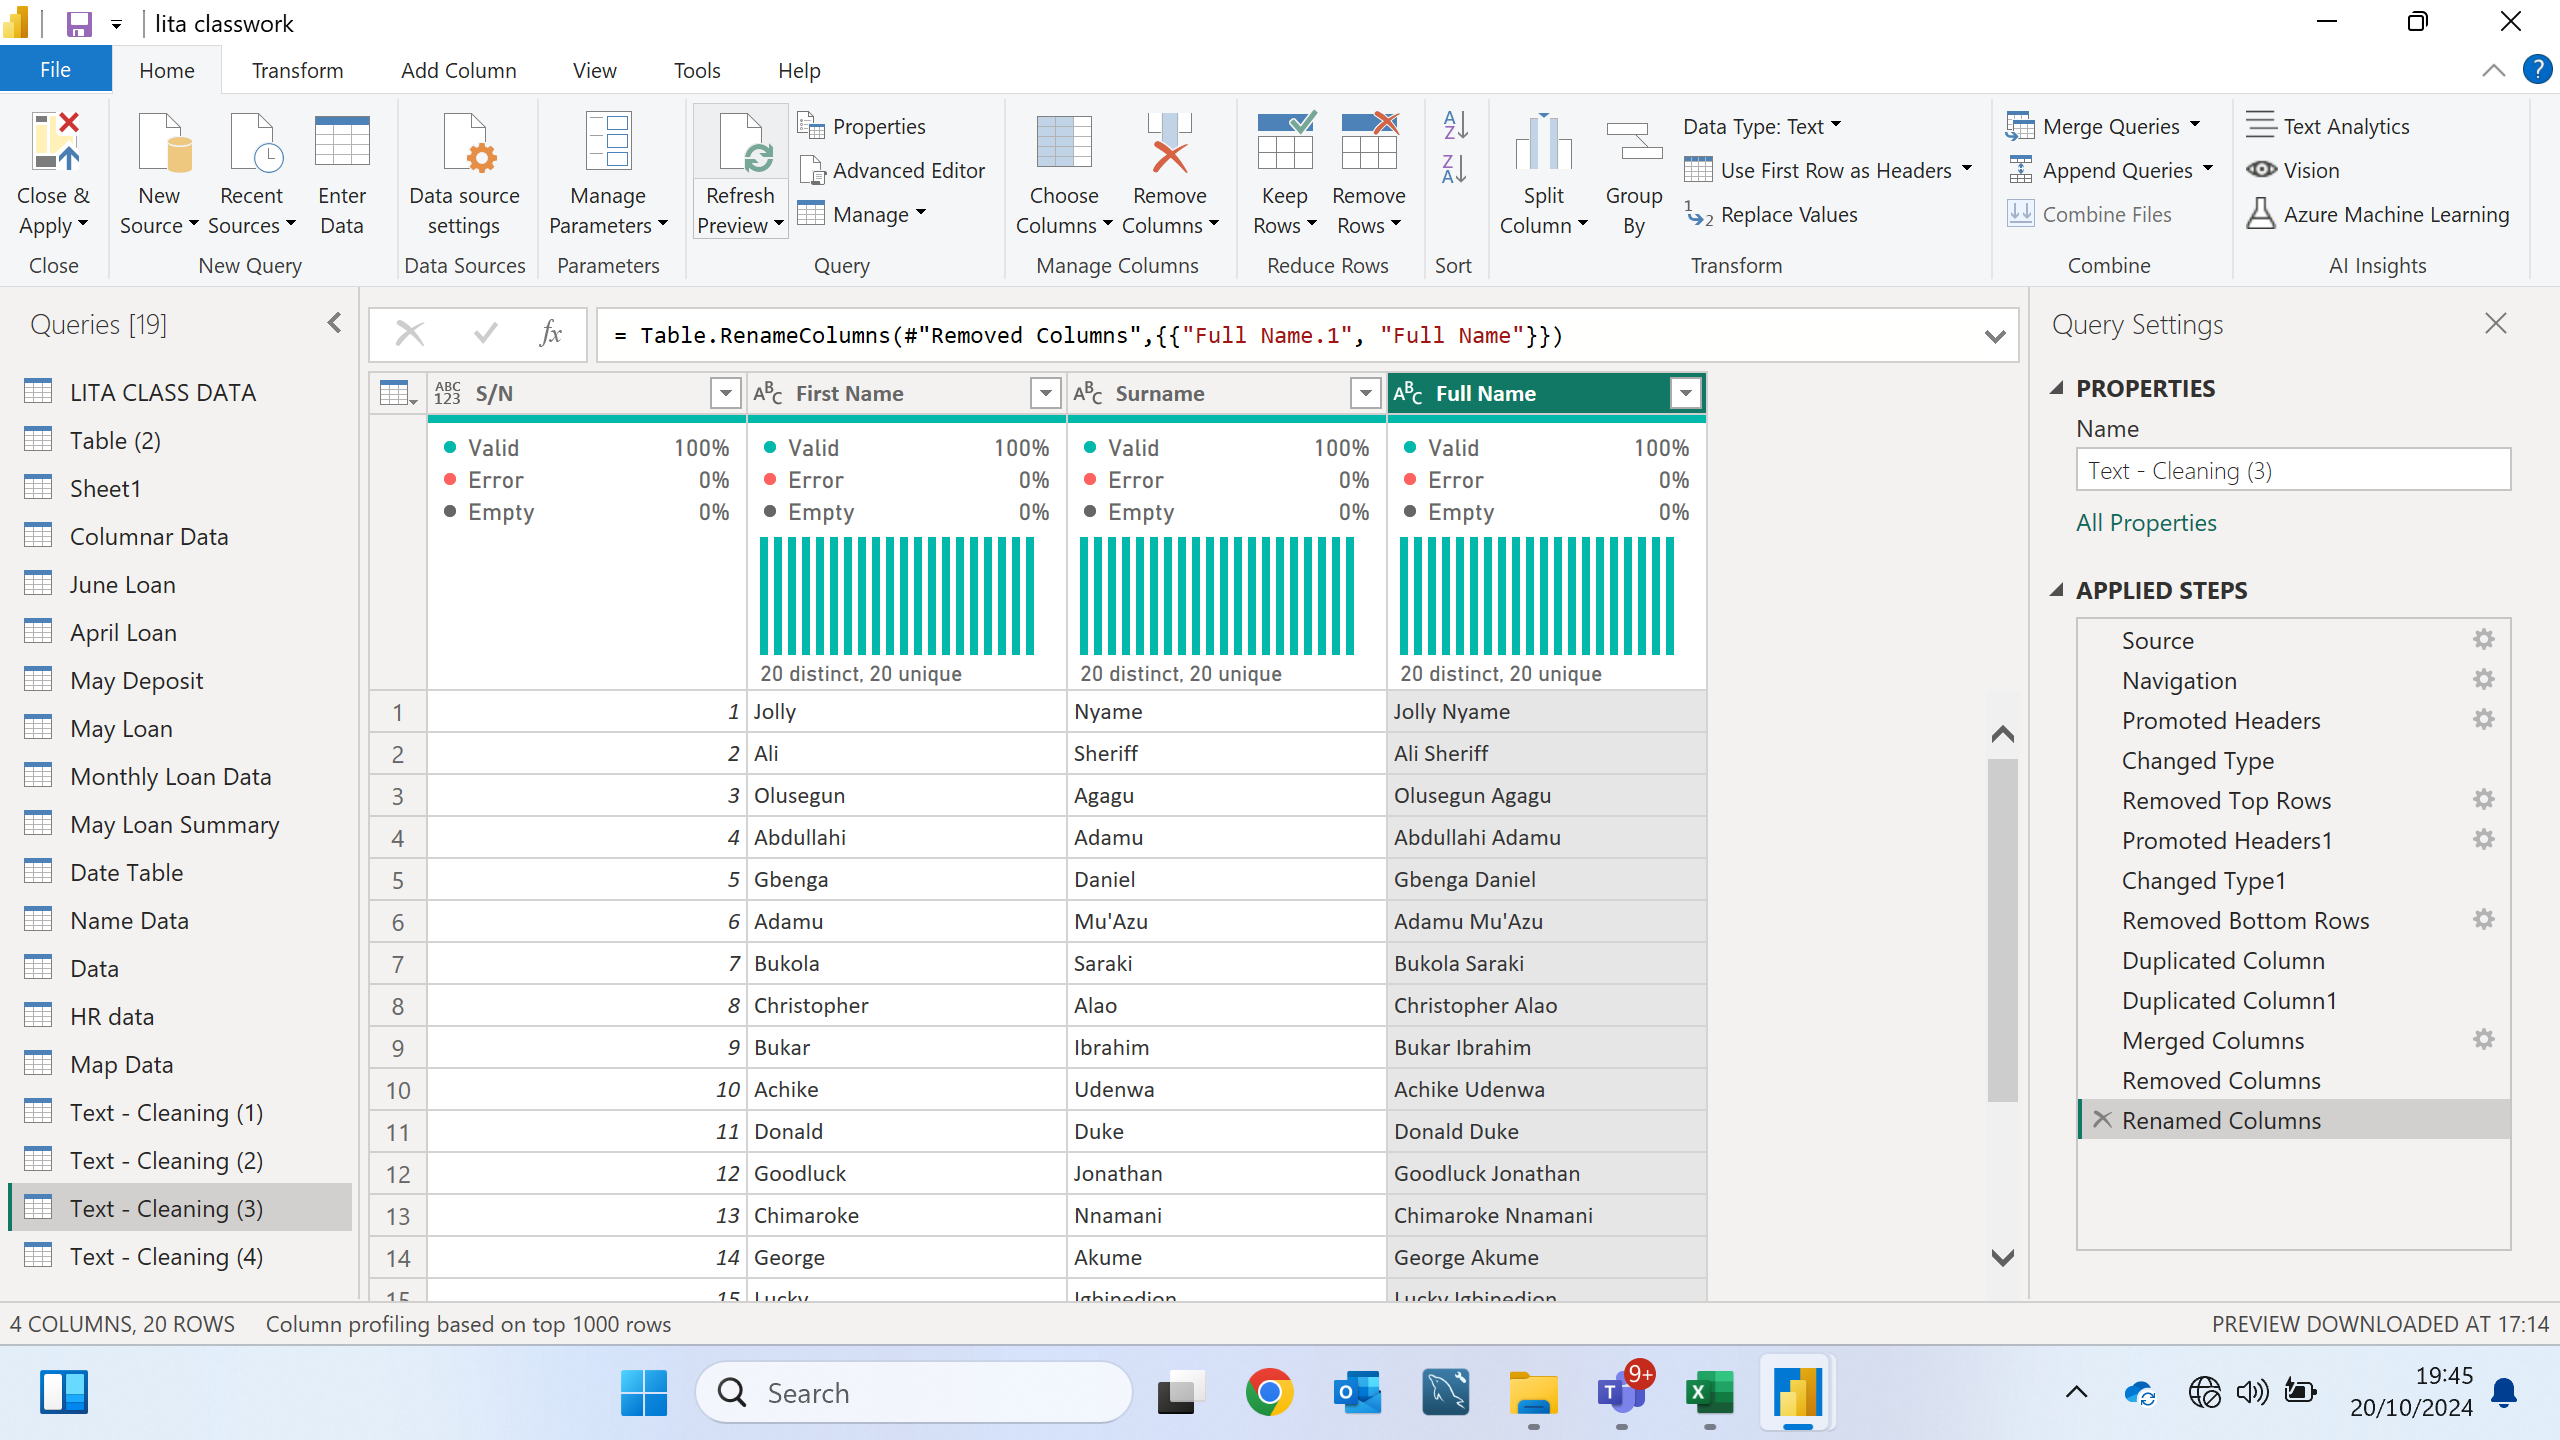 lita classwork
File Home Transform Add Column View Tools Help
Close & Apply
Close
New Source
Recent Sources
Enter Data
New Query
Data source settings
Data Sources
Manage Parameters
Parameters
Refresh Preview
Properties
Advanced Editor
Manage
Query
Choose Columns
Remove Columns
Manage Columns
Keep Rows
Remove Rows
Reduce Rows
Sort
Split Column
Group By
Data Type: Text
Use First Row as Headers
Replace Values
Transform
Merge Queries
Append Queries
Combine Files
Combine
Text Analytics
Vision
Azure Machine Learning
AI Insights
Queries [19]
LITA CLASS DATA
Table (2)
Sheet1
Columnar Data
June Loan
April Loan
May Deposit
May Loan
Monthly Loan Data
May Loan Summary
Date Table
Name Data
Data
HR data
Map Data
Text - Cleaning (1)
Text - Cleaning (2)
Text - Cleaning (3)
Text - Cleaning (4)
fx
= Table.RenameColumns(#"Removed Columns",{{"Full Name.1", "Full Name"}})
ABC 123 S/N ABC First Name ABC Surname ABC Full Name
Valid 100% Valid 100% Valid 100% Valid 100%
Error 0% Error 0% Error 0% Error 0%
Empty 0% Empty 0% Empty 0% Empty 0%
20 distinct, 20 unique 20 distinct, 20 unique 20 distinct, 20 unique
1 1 Jolly Nyame Jolly Nyame
2 2 Ali Sheriff Ali Sheriff
3 3 Olusegun Agagu Olusegun Agagu
4 4 Abdullahi Adamu Abdullahi Adamu
5 5 Gbenga Daniel Gbenga Daniel
6 6 Adamu Mu'Azu Adamu Mu'Azu
7 7 Bukola Saraki Bukola Saraki
8 8 Christopher Alao Christopher Alao
9 9 Bukar Ibrahim Bukar Ibrahim
10 10 Achike Udenwa Achike Udenwa
11 11 Donald Duke Donald Duke
12 12 Goodluck Jonathan Goodluck Jonathan
13 13 Chimaroke Nnamani Chimaroke Nnamani
14 14 George Akume George Akume
15 15 Lucky Igbinedion Lucky Igbinedion
Query Settings
PROPERTIES
Name
Text - Cleaning (3)
All Properties
APPLIED STEPS
Source
Navigation
Promoted Headers
Changed Type
Removed Top Rows
Promoted Headers1
Changed Type1
Removed Bottom Rows
Duplicated Column
Duplicated Column1
Merged Columns
Removed Columns
Renamed Columns
4 COLUMNS, 20 ROWS Column profiling based on top 1000 rows PREVIEW DOWNLOADED AT 17:14
Search
9+
19:45
20/10/2024